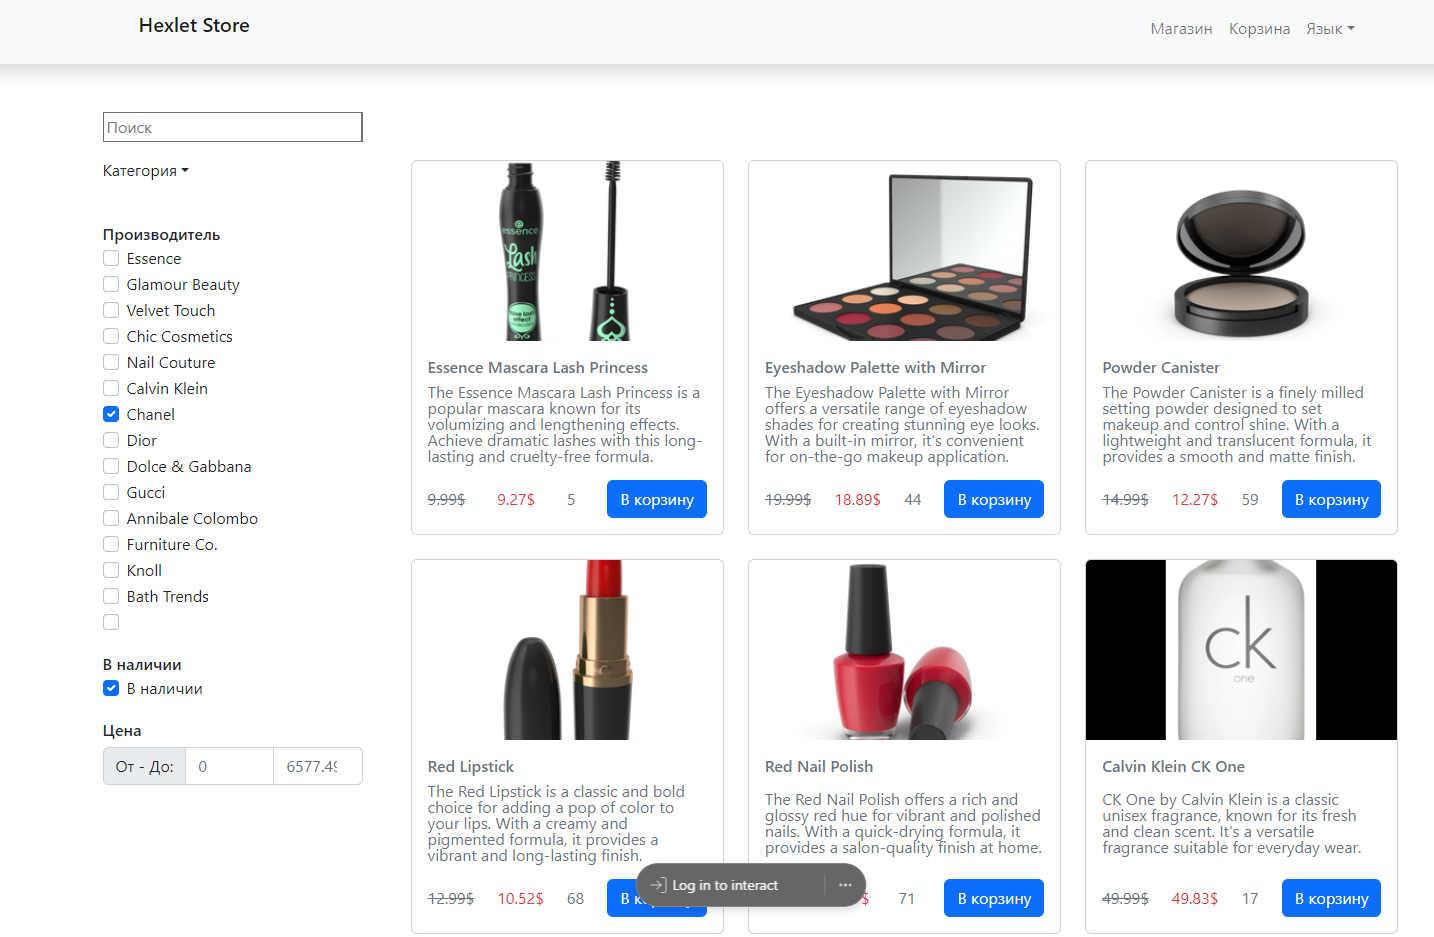 Hexlet Store
Магазин
Корзина
Язык
Поиск
Категория
Производитель
Essence
Glamour Beauty
Velvet Touch
Chic Cosmetics
Nail Couture
Calvin Klein
Chanel
Dior
Dolce & Gabbana
Gucci
Annibale Colombo
Furniture Co.
Knoll
Bath Trends
В наличии
В наличии
Цена
От - До:
0
6577.49
essence
Lash
PRINCESS
Essence Mascara Lash Princess
The Essence Mascara Lash Princess is a
popular mascara known for its
volumizing and lengthening effects.
Achieve dramatic lashes with this long-
lasting and cruelty-free formula.
9.99$
9.27$
5
В корзину
Eyeshadow Palette with Mirror
The Eyeshadow Palette with Mirror
offers a versatile range of eyeshadow
shades for creating stunning eye looks.
With a built-in mirror, it's convenient
for on-the-go makeup application.
19.99$
18.89$
44
В корзину
Powder Canister
The Powder Canister is a finely milled
setting powder designed to set
makeup and control shine. With a
lightweight and translucent formula, it
provides a smooth and matte finish.
14.99$
12.27$
59
В корзину
Red Lipstick
The Red Lipstick is a classic and bold
choice for adding a pop of color to
your lips. With a creamy and
pigmented formula, it provides a
vibrant and long-lasting finish.
12.99$
10.52$
68
Red Nail Polish
The Red Nail Polish offers a rich and
glossy red hue for vibrant and polished
nails. With a quick-drying formula, it
provides a salon-quality finish at home.
71
В корзину
ck
one
Calvin Klein CK One
CK One by Calvin Klein is a classic
unisex fragrance, known for its fresh
and clean scent. It's a versatile
fragrance suitable for everyday wear.
49.99$
49.83$
17
В корзину
Log in to interact